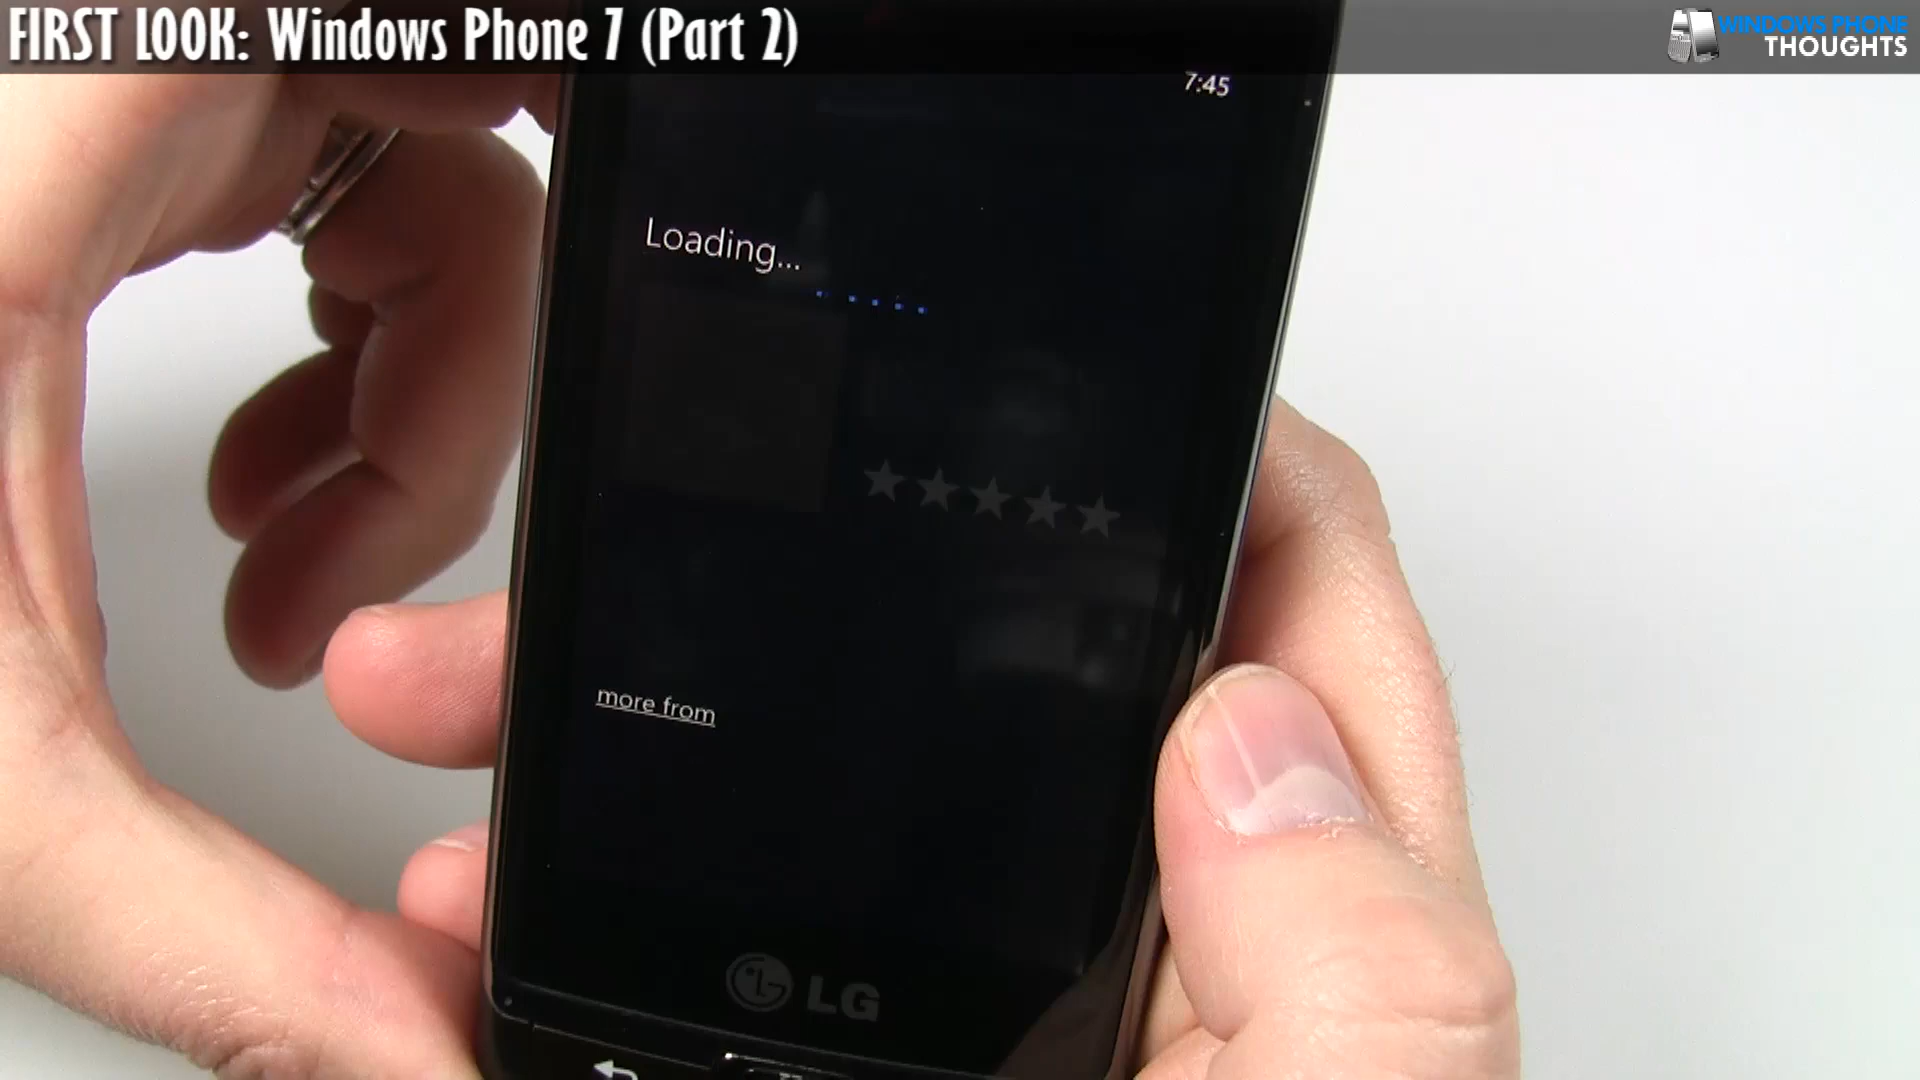 FIRST LOOK: Windows Phone 7 (Part 2)
WINDOWS PHONE
THOUGHTS
7:45
Loading...
more from
LG